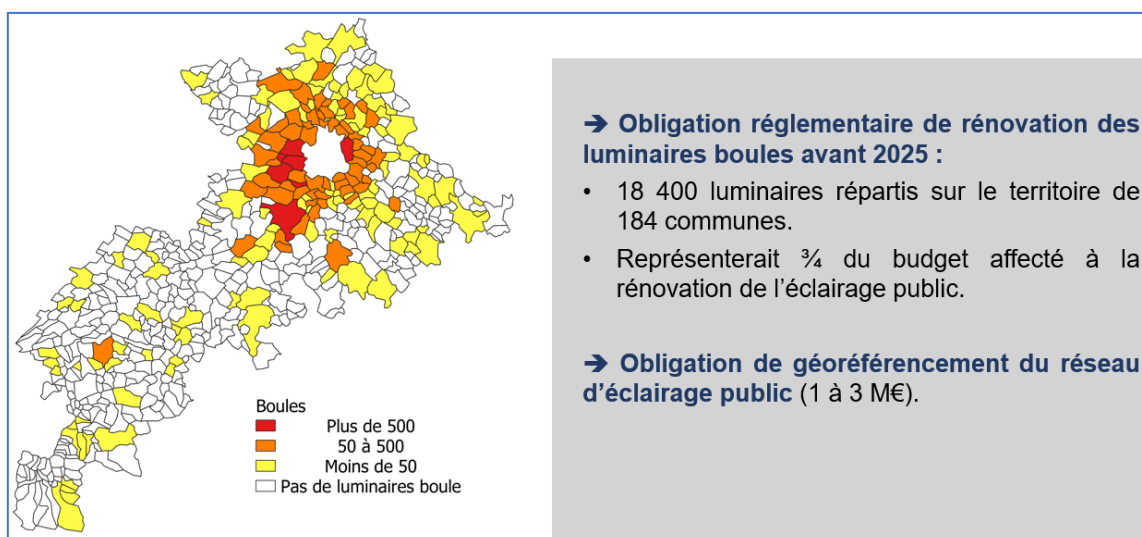 ➔ Obligation réglementaire de rénovation des
luminaires boules avant 2025 :
• 18 400 luminaires répartis sur le territoire de
184 communes.
• Représenterait ¾ du budget affecté à la
rénovation de l’éclairage public.
➔ Obligation de géoréférencement du réseau
d’éclairage public (1 à 3 M€).
Boules
Plus de 500
50 à 500
Moins de 50
Pas de luminaires boule